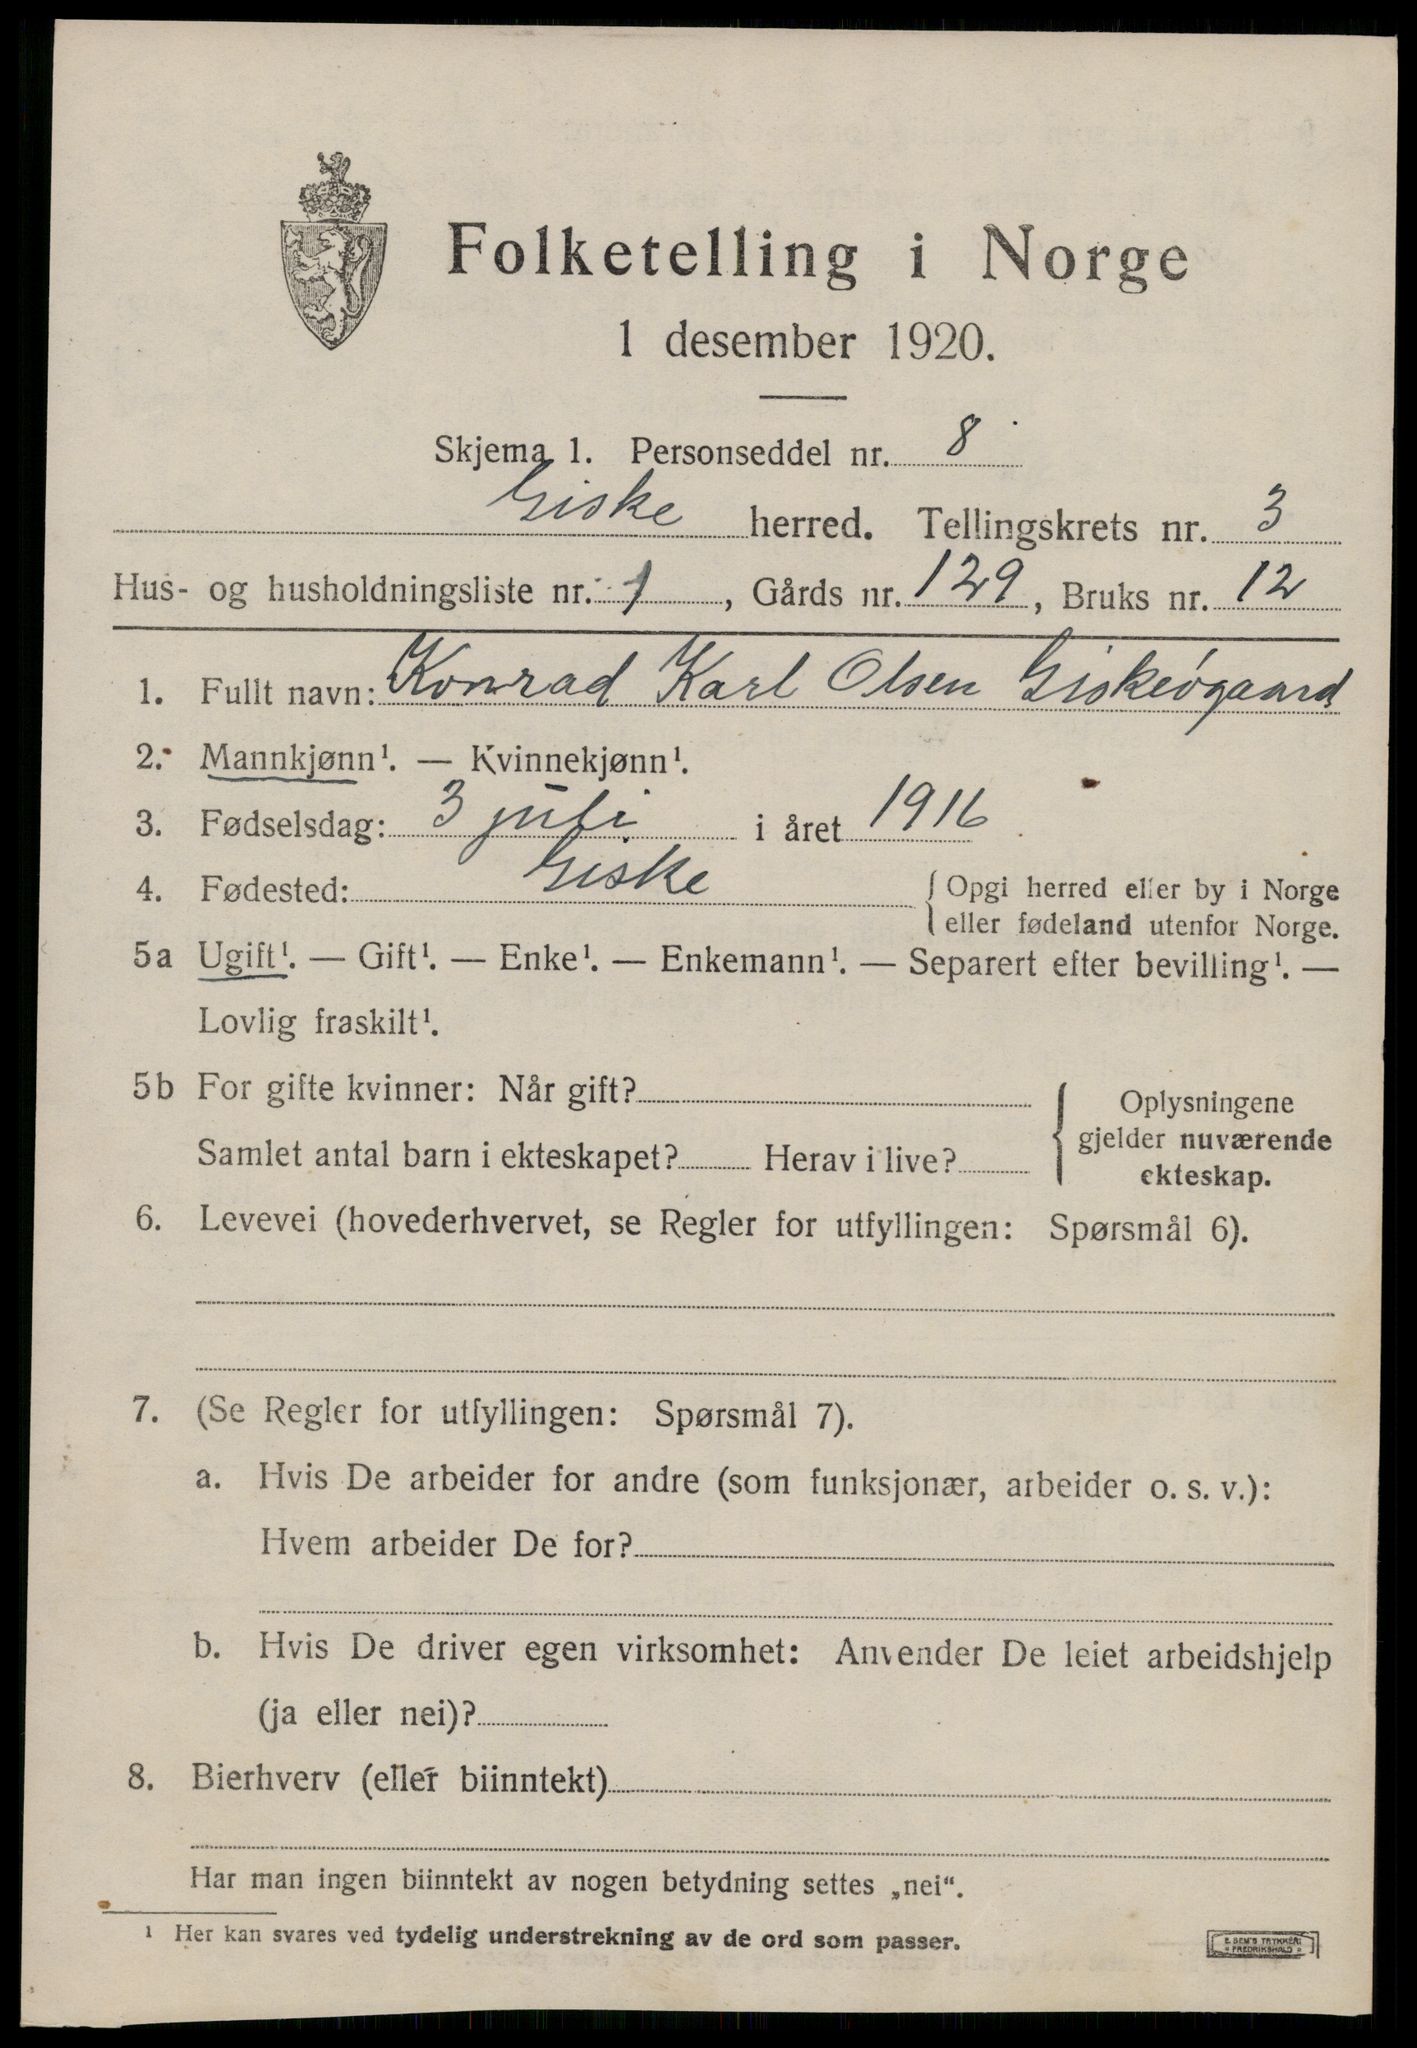 Folketelling i Norge
1 desember 1920.
Skjema 1. Personseddel nr. 8
Giske herred. Tellingskrets nr. 3
Hus- og husholdningsliste nr. 1, Gårds nr. 129, Bruks nr. 12
1. Fullt navn: Konrad Karl Olsen Giskeøgaard
2. Mannkjønn¹. — Kvinnekjønn¹.
3. Fødselsdag: 3 juli i året 1916
4. Fødested: Giske {Opgi herred eller by i Norge
eller fødeland utenfor Norge.
5a Ugift¹. — Gift¹. — Enke¹. — Enkemann¹. — Separert efter bevilling¹. —
Lovlig fraskilt¹.
5b For gifte kvinner: Når gift?
Samlet antal barn i ekteskapet? Herav i live?
{Oplysningene
gjelder nuværende
ekteskap.
6. Levevei (hovederhvervet, se Regler for utfyllingen: Spørsmål 6).
7. (Se Regler for utfyllingen: Spørsmål 7).
a. Hvis De arbeider for andre (som funksjonær, arbeider o. s. v.):
Hvem arbeider De for?
b. Hvis De driver egen virksomhet: Anvender De leiet arbeidshjelp
(ja eller nei)?
8. Bierhverv (eller biinntekt)
Har man ingen biinntekt av nogen betydning settes „nei“.
¹ Her kan svares ved tydelig understrekning av de ord som passer.
E. SEM'S TRYKKERI
FREDRIKSHALD